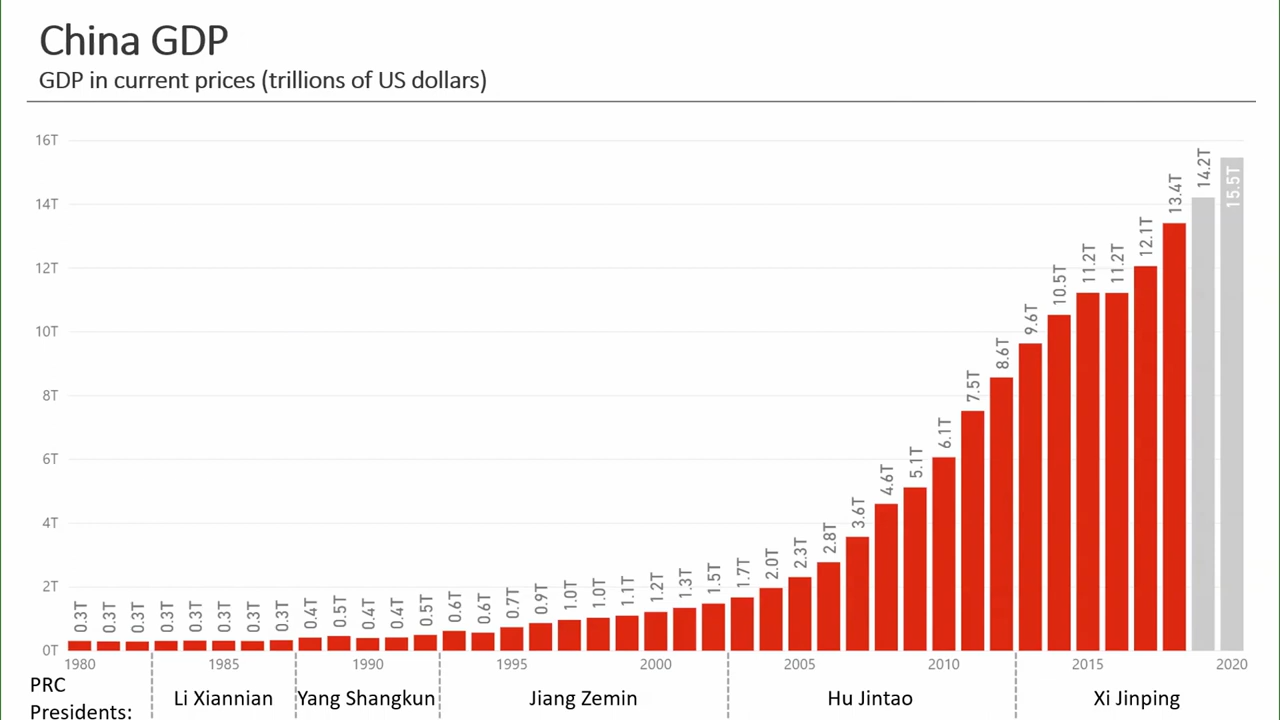 China GDP
GDP in current prices (trillions of US dollars)
16T
14T
12T
10T
8T
6T
4T
2T
0T
0.3T 0.3T 0.3T 0.3T 0.3T 0.3T 0.3T 0.3T 0.4T 0.5T 0.4T 0.4T 0.5T 0.6T 0.6T 0.7T 0.9T 1.0T 1.0T 1.1T 1.2T 1.3T 1.5T 1.7T 2.0T 2.3T 2.8T 3.6T 4.6T 5.1T 6.1T 7.5T 8.6T 9.6T 10.5T 11.2T 11.2T 12.1T 13.4T 14.2T 15.5T
1980 1985 1990 1995 2000 2005 2010 2015 2020
PRC
Presidents:
Li Xiannian Yang Shangkun Jiang Zemin Hu Jintao Xi Jinping